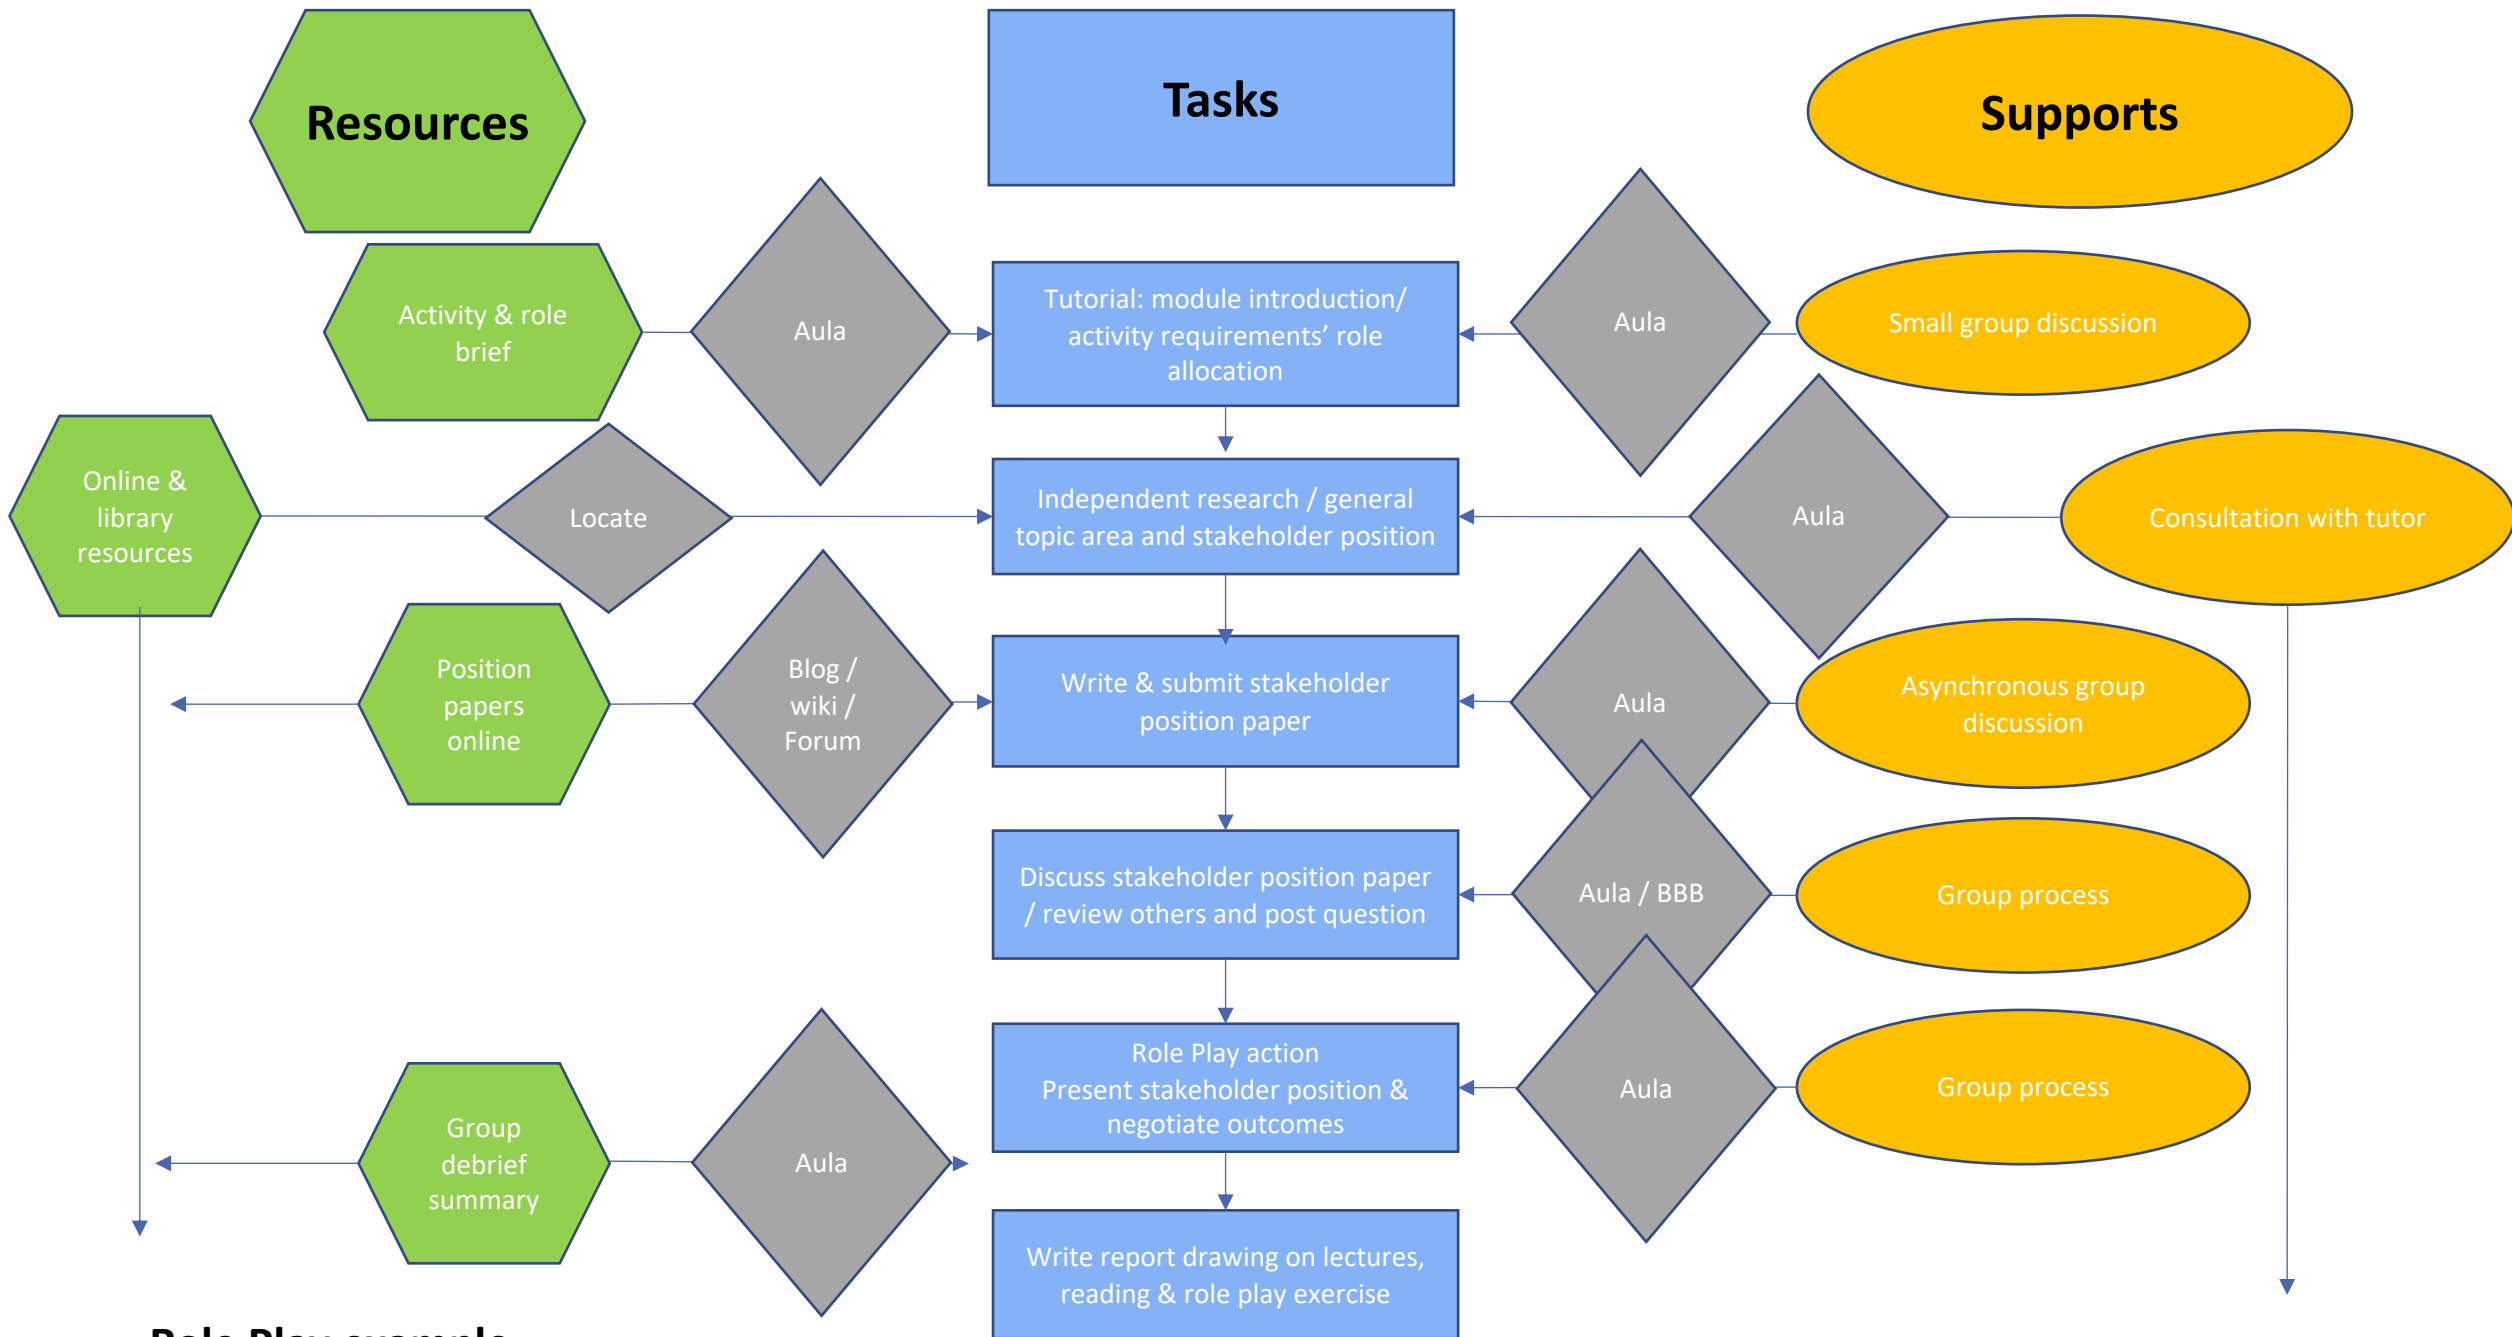 Resources
Tasks
Supports
Activity & role
brief
Aula
Tutorial: module introduction/
activity requirements’ role
allocation
Aula
Small group discussion
Online &
library
resources
Locate
Independent research / general
topic area and stakeholder position
Aula
Consultation with tutor
Position
papers
online
Blog /
wiki /
Forum
Write & submit stakeholder
position paper
Aula
Asynchronous group
discussion
Discuss stakeholder position paper
/ review others and post question
Aula / BBB
Group process
Group
debrief
summary
Aula
Role Play action
Present stakeholder position &
negotiate outcomes
Aula
Group process
Write report drawing on lectures,
reading & role play exercise
Role Play example